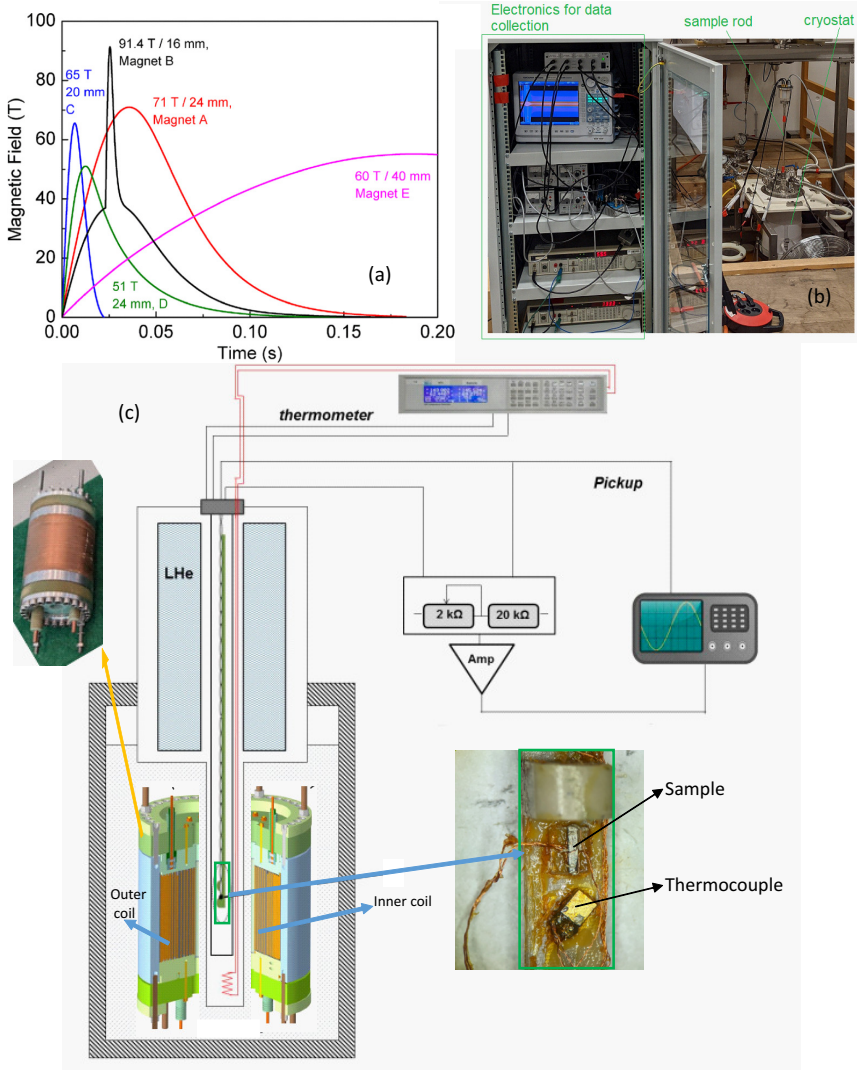 100
80
60
40
20
0
Magnetic Field (T)
0.00
0.05
0.10
0.15
0.20
Time (s)
65 T
20 mm
C
91.4 T / 16 mm,
Magnet B
71 T / 24 mm,
Magnet A
60 T / 40 mm
Magnet E
51 T
24 mm, D
(a)
Electronics for data
collection
sample rod
cryostat
(b)
(c)
thermometer
Pickup
LHe
2 kΩ
20 kΩ
Amp
Outer
coil
Inner coil
Sample
Thermocouple